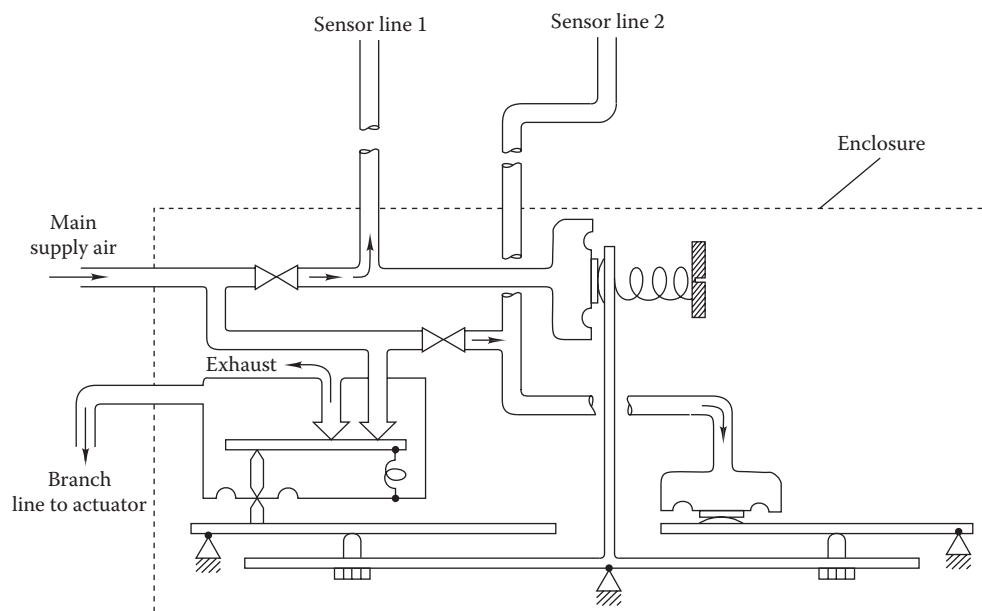 Sensor line 1
Sensor line 2
Enclosure
Main
supply air
Exhaust
Branch
line to actuator